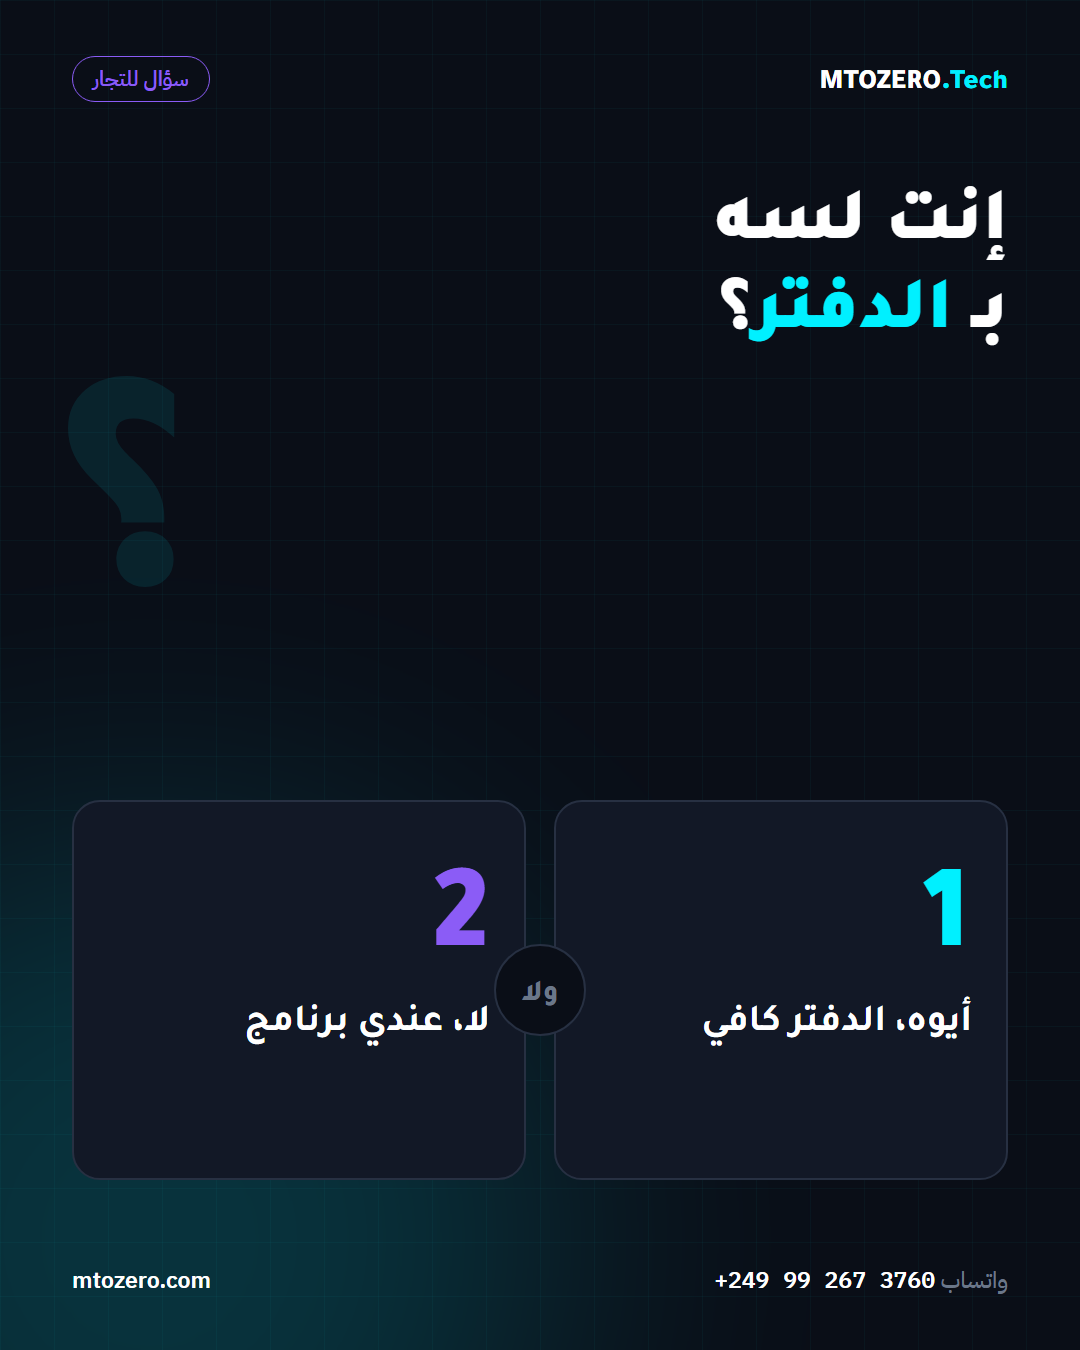 MTOZERO.Tech
سؤال للتجار
إنت لسه
بـ الدفتر؟
؟
1
أيوه، الدفتر كافي
ولا
2
لا، عندي برنامج
واتساب +249 99 267 3760
mtozero.com